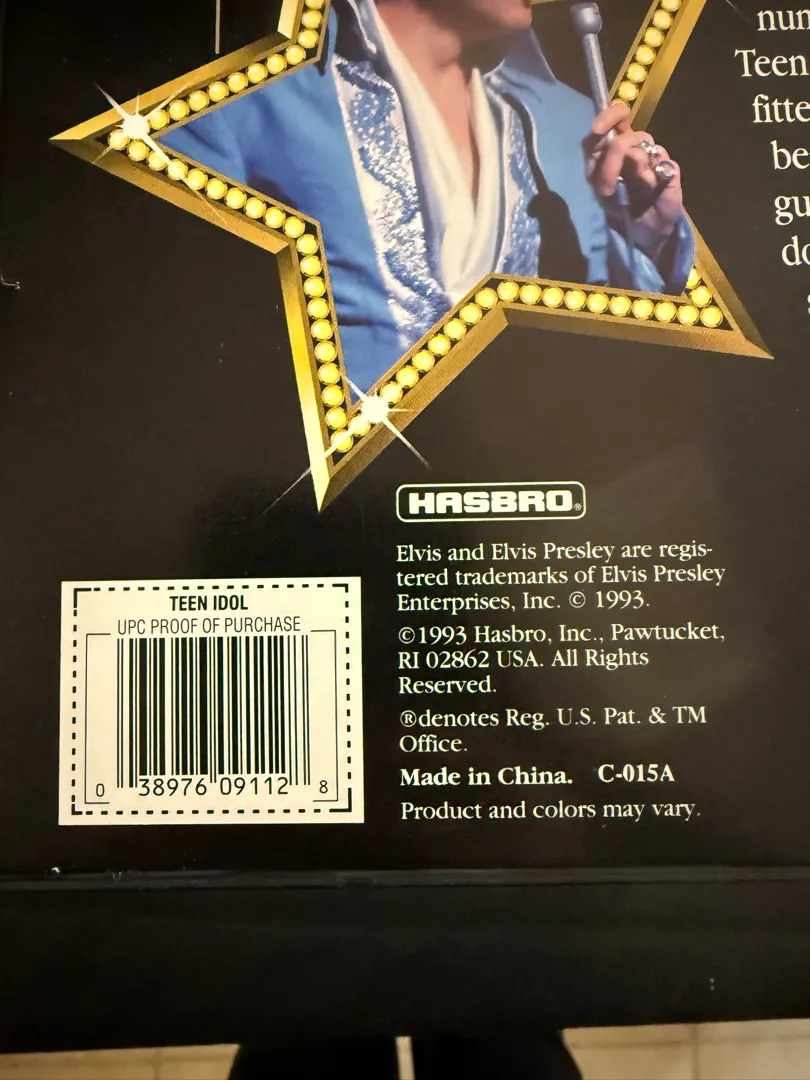 Teen
HASBRO®
Elvis and Elvis Presley are regis-
tered trademarks of Elvis Presley
Enterprises, Inc. © 1993.
©1993 Hasbro, Inc., Pawtucket,
RI 02862 USA. All Rights
Reserved.
®denotes Reg. U.S. Pat. & TM
Office.
Made in China. C-015A
Product and colors may vary.
TEEN IDOL
UPC PROOF OF PURCHASE
0 38976 09112 8